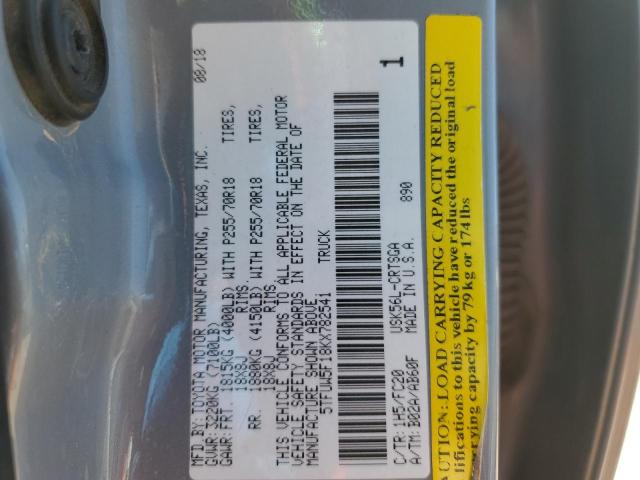 MFD.BY: TOYOTA MOTOR MANUFACTURING, TEXAS, INC. 08/18
GVWR: 3220KG (7100LB)
GAWR: FRT. 1815KG (4000LB) WITH P255/70R18 TIRES,
18X8J RIMS,
RR. 1880KG (4150LB) WITH P255/70R18 TIRES,
18X8J RIMS
THIS VEHICLE CONFORMS TO ALL APPLICABLE FEDERAL MOTOR
VEHICLE SAFETY STANDARDS IN EFFECT ON THE DATE OF
MANUFACTURE SHOWN ABOVE.
5TFUW5F18KX782541 TRUCK
C/TR: 1H5/FC20 USK56L-CRTSGA 890
A/TM: B02A/AB60F MADE IN U.S.A.
1
CAUTION: LOAD CARRYING CAPACITY REDUCED
lifications to this vehicle have reduced the original load
rrying capacity by 79 kg or 174 lbs